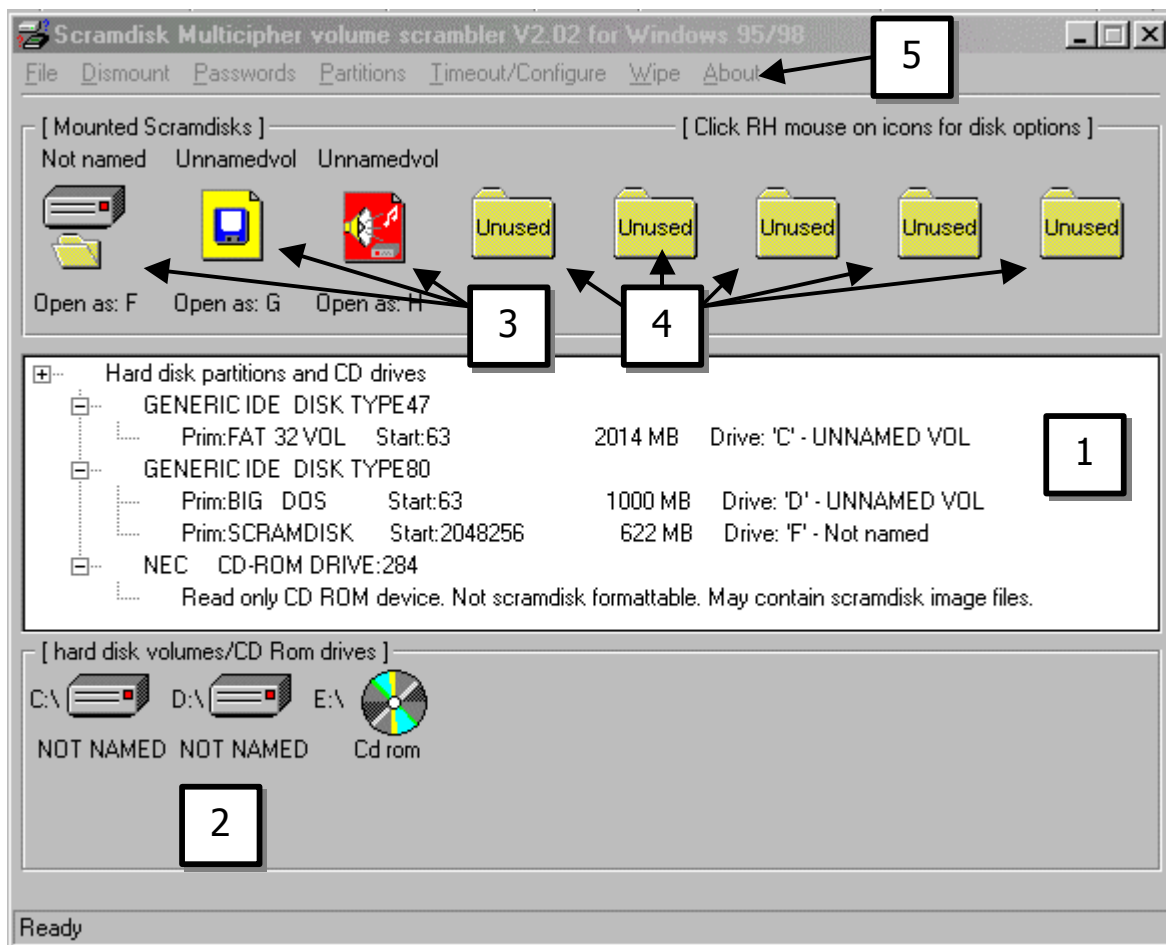 Scramdisk Multicipher volume scrambler V2.02 for Windows 95/98
File Dismount Passwords Partitions Timeout/Configure Wipe About
5
[ Mounted Scramdisks ] [ Click RH mouse on icons for disk options ]
Not named Unnamedvol Unnamedvol
Unused Unused Unused Unused Unused
Open as: F Open as: G Open as: H
3 4
Hard disk partitions and CD drives
GENERIC IDE DISK TYPE47
Prim:FAT 32 VOL Start:63 2014 MB Drive: 'C' - UNNAMED VOL
1
GENERIC IDE DISK TYPE80
Prim:BIG DOS Start:63 1000 MB Drive: 'D' - UNNAMED VOL
Prim:SCRAMDISK Start:2048256 622 MB Drive: 'F' - Not named
NEC CD-ROM DRIVE:284
Read only CD ROM device. Not scramdisk formattable. May contain scramdisk image files.
[ hard disk volumes/CD Rom drives ]
C:\ D:\ E:\
NOT NAMED NOT NAMED Cd rom
2
Ready